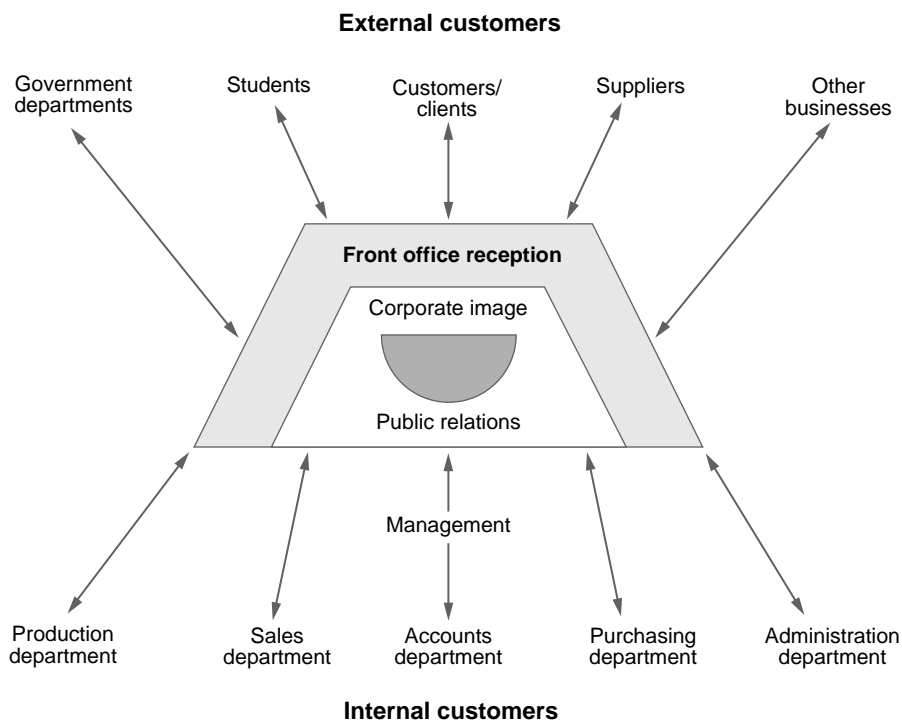 External customers
Government
departments
Students
Customers/
clients
Suppliers
Other
businesses
Front office reception
Corporate image
Public relations
Management
Production
department
Sales
department
Accounts
department
Purchasing
department
Administration
department
Internal customers